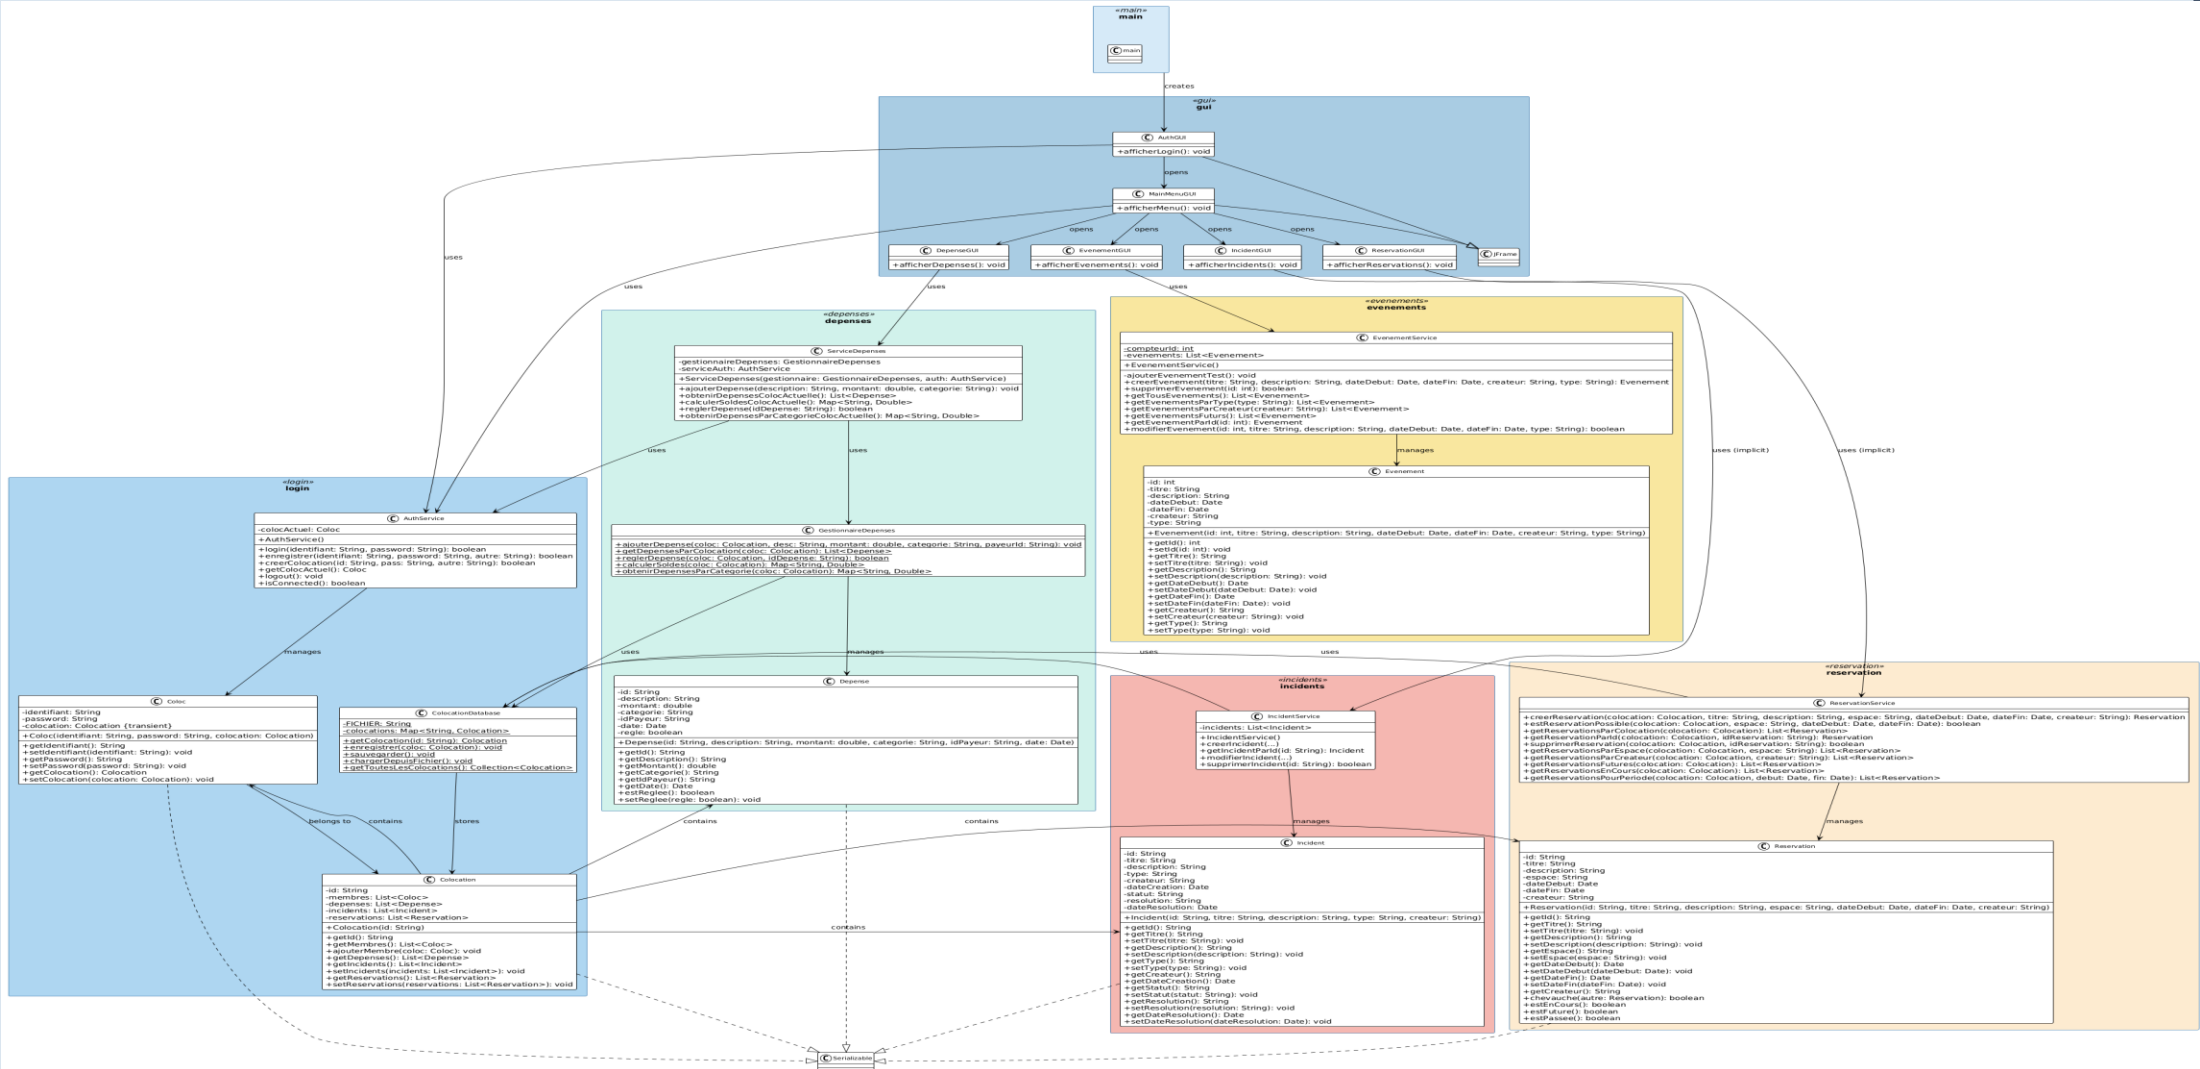 «main»
main
C main
creates
«gui»
gui
C AuthGUI
+afficherLogin(): void
opens
C MainMenuGUI
+afficherMenu(): void
opens
opens
opens
opens
C DepenseGUI
+afficherDepenses(): void
C EvenementGUI
+afficherEvenements(): void
C IncidentGUI
+afficherIncidents(): void
C ReservationGUI
+afficherReservations(): void
C JFrame
uses
uses
uses
uses
uses (implicit)
uses (implicit)
«depenses»
depenses
C ServiceDepenses
-gestionnaireDepenses: GestionnaireDepenses
-serviceAuth: AuthService
+ServiceDepenses(gestionnaire: GestionnaireDepenses, auth: AuthService)
+ajouterDepense(description: String, montant: double, categorie: String): void
+obtenirDepensesColocActuelle(): List<Depense>
+calculerSoldesColocActuelle(): Map<String, Double>
+reglerDepense(idDepense: String): boolean
+obtenirDepensesParCategorieColocActuelle(): Map<String, Double>
uses
uses
C GestionnaireDepenses
+ajouterDepense(coloc: Colocation, desc: String, montant: double, categorie: String, payeurId: String): void
+getDepensesParColocation(coloc: Colocation): List<Depense>
+reglerDepense(coloc: Colocation, idDepense: String): boolean
+calculerSoldes(coloc: Colocation): Map<String, Double>
+obtenirDepensesParCategorie(coloc: Colocation): Map<String, Double>
uses
manages
C Depense
-id: String
-description: String
-montant: double
-categorie: String
-idPayeur: String
-date: Date
-regle: boolean
+Depense(id: String, description: String, montant: double, categorie: String, idPayeur: String, date: Date)
+getId(): String
+getDescription(): String
+getMontant(): double
+getCategorie(): String
+getIdPayeur(): String
+getDate(): Date
+estReglee(): boolean
+setReglee(regle: boolean): void
«evenements»
evenements
C EvenementService
-compteurId: int
-evenements: List<Evenement>
+EvenementService()
-ajouterEvenementTest(): void
+creerEvenement(titre: String, description: String, dateDebut: Date, dateFin: Date, createur: String, type: String): Evenement
+supprimerEvenement(id: int): boolean
+getTousEvenements(): List<Evenement>
+getEvenementsParType(type: String): List<Evenement>
+getEvenementsParCreateur(createur: String): List<Evenement>
+getEvenementsFuturs(): List<Evenement>
+getEvenementParId(id: int): Evenement
+modifierEvenement(id: int, titre: String, description: String, dateDebut: Date, dateFin: Date, type: String): boolean
manages
C Evenement
-id: int
-titre: String
-description: String
-dateDebut: Date
-dateFin: Date
-createur: String
-type: String
+Evenement(id: int, titre: String, description: String, dateDebut: Date, dateFin: Date, createur: String, type: String)
+getId(): int
+setId(id: int): void
+getTitre(): String
+setTitre(titre: String): void
+getDescription(): String
+setDescription(description: String): void
+getDateDebut(): Date
+setDateDebut(dateDebut: Date): void
+getDateFin(): Date
+setDateFin(dateFin: Date): void
+getCreateur(): String
+setCreateur(createur: String): void
+getType(): String
+setType(type: String): void
«login»
login
C AuthService
-colocActuel: Coloc
+AuthService()
+login(identifiant: String, password: String): boolean
+enregistrer(identifiant: String, password: String, autre: String): boolean
+creerColocation(id: String, pass: String, autre: String): boolean
+getColocActuel(): Coloc
+logout(): void
+isConnected(): boolean
manages
C Coloc
-identifiant: String
-password: String
-colocation: Colocation {transient}
+Coloc(identifiant: String, password: String, colocation: Colocation)
+getIdentifiant(): String
+setIdentifiant(identifiant: String): void
+getPassword(): String
+setPassword(password: String): void
+getColocation(): Colocation
+setColocation(colocation: Colocation): void
C ColocationDatabase
-FICHIER: String
-colocations: Map<String, Colocation>
+getColocation(id: String): Colocation
+enregistrer(coloc: Colocation): void
+sauvegarder(): void
+chargerDepuisFichier(): void
+getToutesLesColocations(): Collection<Colocation>
belongs to
contains
stores
C Colocation
-id: String
-membres: List<Coloc>
-depenses: List<Depense>
-incidents: List<Incident>
-reservations: List<Reservation>
+Colocation(id: String)
+getId(): String
+getMembres(): List<Coloc>
+ajouterMembre(coloc: Coloc): void
+getDepenses(): List<Depense>
+getIncidents(): List<Incident>
+setIncidents(incidents: List<Incident>): void
+getReservations(): List<Reservation>
+setReservations(reservations: List<Reservation>): void
contains
contains
contains
uses
uses
«incidents»
incidents
C IncidentService
-incidents: List<Incident>
+IncidentService()
+creerIncident(...)
+getIncidentParId(id: String): Incident
+modifierIncident(...)
+supprimerIncident(id: String): boolean
manages
C Incident
-id: String
-titre: String
-description: String
-type: String
-createur: String
-dateCreation: Date
-statut: String
-resolution: String
-dateResolution: Date
+Incident(id: String, titre: String, description: String, type: String, createur: String)
+getId(): String
+getTitre(): String
+setTitre(titre: String): void
+getDescription(): String
+setDescription(description: String): void
+getType(): String
+setType(type: String): void
+getCreateur(): String
+getDateCreation(): Date
+getStatut(): String
+setStatut(statut: String): void
+getResolution(): String
+setResolution(resolution: String): void
+getDateResolution(): Date
+setDateResolution(dateResolution: Date): void
«reservation»
reservation
C ReservationService
+creerReservation(colocation: Colocation, titre: String, description: String, espace: String, dateDebut: Date, dateFin: Date, createur: String): Reservation
+estReservationPossible(colocation: Colocation, espace: String, dateDebut: Date, dateFin: Date): boolean
+getReservationsParColocation(colocation: Colocation): List<Reservation>
+getReservationParId(colocation: Colocation, idReservation: String): Reservation
+supprimerReservation(colocation: Colocation, idReservation: String): boolean
+getReservationsParEspace(colocation: Colocation, espace: String): List<Reservation>
+getReservationsParCreateur(colocation: Colocation, createur: String): List<Reservation>
+getReservationsFutures(colocation: Colocation): List<Reservation>
+getReservationsEnCours(colocation: Colocation): List<Reservation>
+getReservationsPourPeriode(colocation: Colocation, debut: Date, fin: Date): List<Reservation>
manages
C Reservation
-id: String
-titre: String
-description: String
-espace: String
-dateDebut: Date
-dateFin: Date
-createur: String
+Reservation(id: String, titre: String, description: String, espace: String, dateDebut: Date, dateFin: Date, createur: String)
+getId(): String
+getTitre(): String
+setTitre(titre: String): void
+getDescription(): String
+setDescription(description: String): void
+getEspace(): String
+setEspace(espace: String): void
+getDateDebut(): Date
+setDateDebut(dateDebut: Date): void
+getDateFin(): Date
+setDateFin(dateFin: Date): void
+getCreateur(): String
+chevauche(autre: Reservation): boolean
+estEnCours(): boolean
+estFuture(): boolean
+estPassee(): boolean
C Serializable